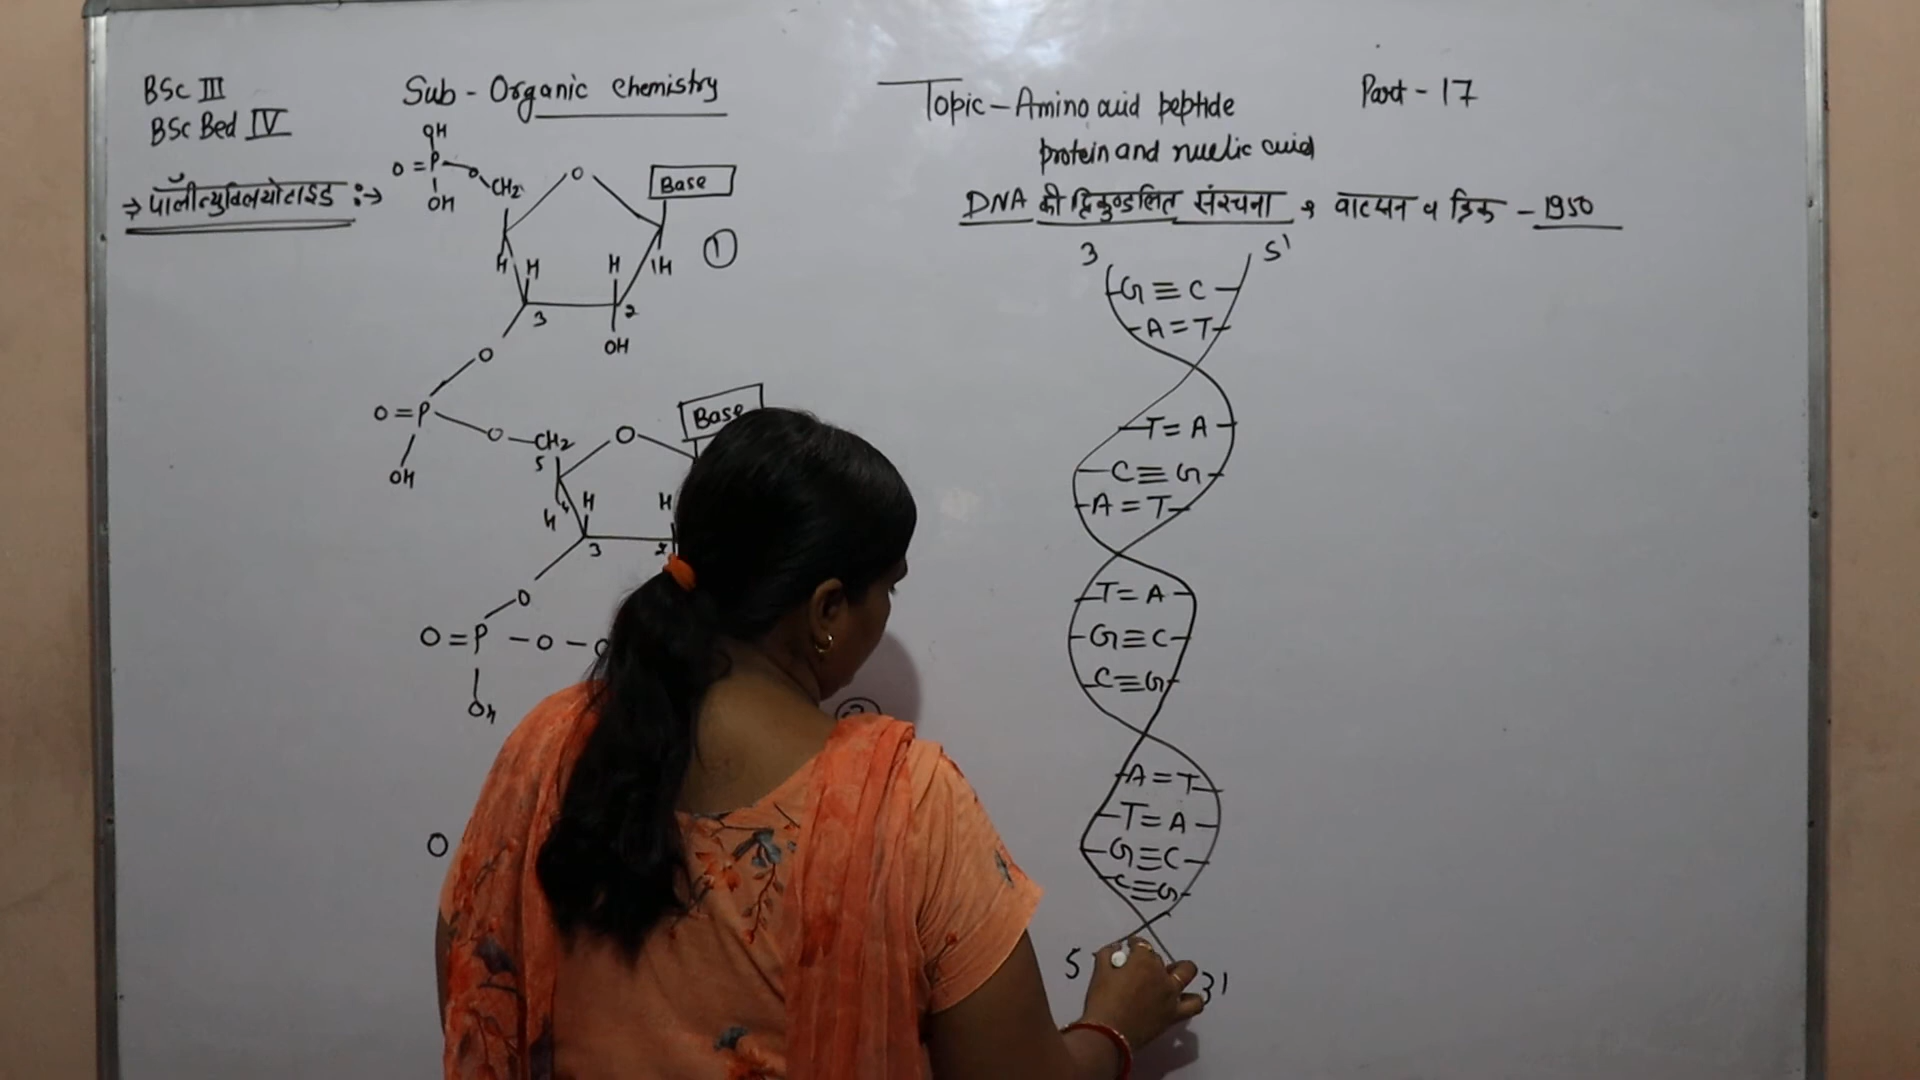 BSc III
BSc Bed IV
Sub - Organic chemistry
Topic - Amino acid peptide
protein and nuclic acid
Part - 17
⇒ पॉलीन्युक्लियोटाइड :→
DNA की द्विकुण्डलित संरचना → वाटसन व क्रिक - 1950
OH
O=P-O-CH2
OH
O
Base
H H H 1H
3 2
OH
①
O
O=P-O-CH2
OH
5
O
Base
H 4 H H
3 2
O
O=P-O-
OH
O
3 5'
G≡C
A=T
T=A
C≡G
A=T
T=A
G≡C
C≡G
A=T
T=A
G≡C
C≡G
5 3'